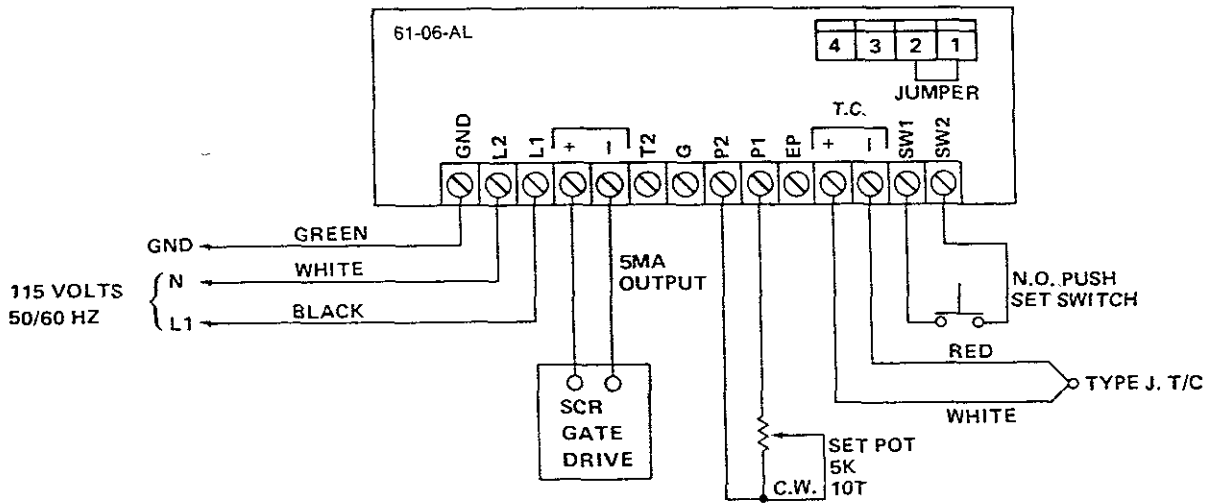 61-06-AL
4 3 2 1
JUMPER
T.C.
GND L2 L1 + – T2 G P2 P1 EP + – SW1 SW2
GND GREEN
115 VOLTS
50/60 HZ
N WHITE
L1 BLACK
5MA
OUTPUT
N.O. PUSH
SET SWITCH
RED
TYPE J. T/C
WHITE
SCR
GATE
DRIVE
SET POT
5K
10T
C.W.